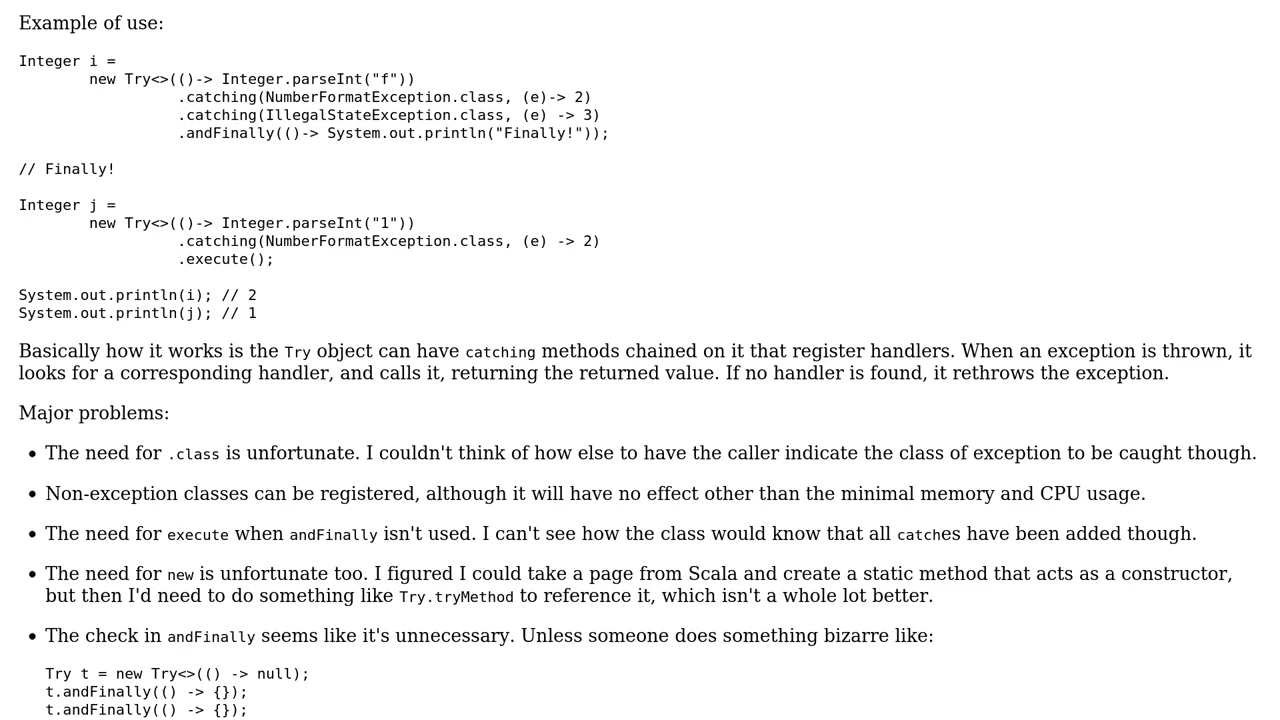 Example of use:
Integer i =
        new Try<>(()-> Integer.parseInt("f"))
                  .catching(NumberFormatException.class, (e)-> 2)
                  .catching(IllegalStateException.class, (e) -> 3)
                  .andFinally(()-> System.out.println("Finally!"));
// Finally!
Integer j =
        new Try<>(()-> Integer.parseInt("1"))
                  .catching(NumberFormatException.class, (e) -> 2)
                  .execute();
System.out.println(i); // 2
System.out.println(j); // 1
Basically how it works is the Try object can have catching methods chained on it that register handlers. When an exception is thrown, it
looks for a corresponding handler, and calls it, returning the returned value. If no handler is found, it rethrows the exception.
Major problems:
• The need for .class is unfortunate. I couldn't think of how else to have the caller indicate the class of exception to be caught though.
• Non-exception classes can be registered, although it will have no effect other than the minimal memory and CPU usage.
• The need for execute when andFinally isn't used. I can't see how the class would know that all catches have been added though.
• The need for new is unfortunate too. I figured I could take a page from Scala and create a static method that acts as a constructor,
but then I'd need to do something like Try.tryMethod to reference it, which isn't a whole lot better.
• The check in andFinally seems like it's unnecessary. Unless someone does something bizarre like:
Try t = new Try<>(() -> null);
t.andFinally(() -> {});
t.andFinally(() -> {});